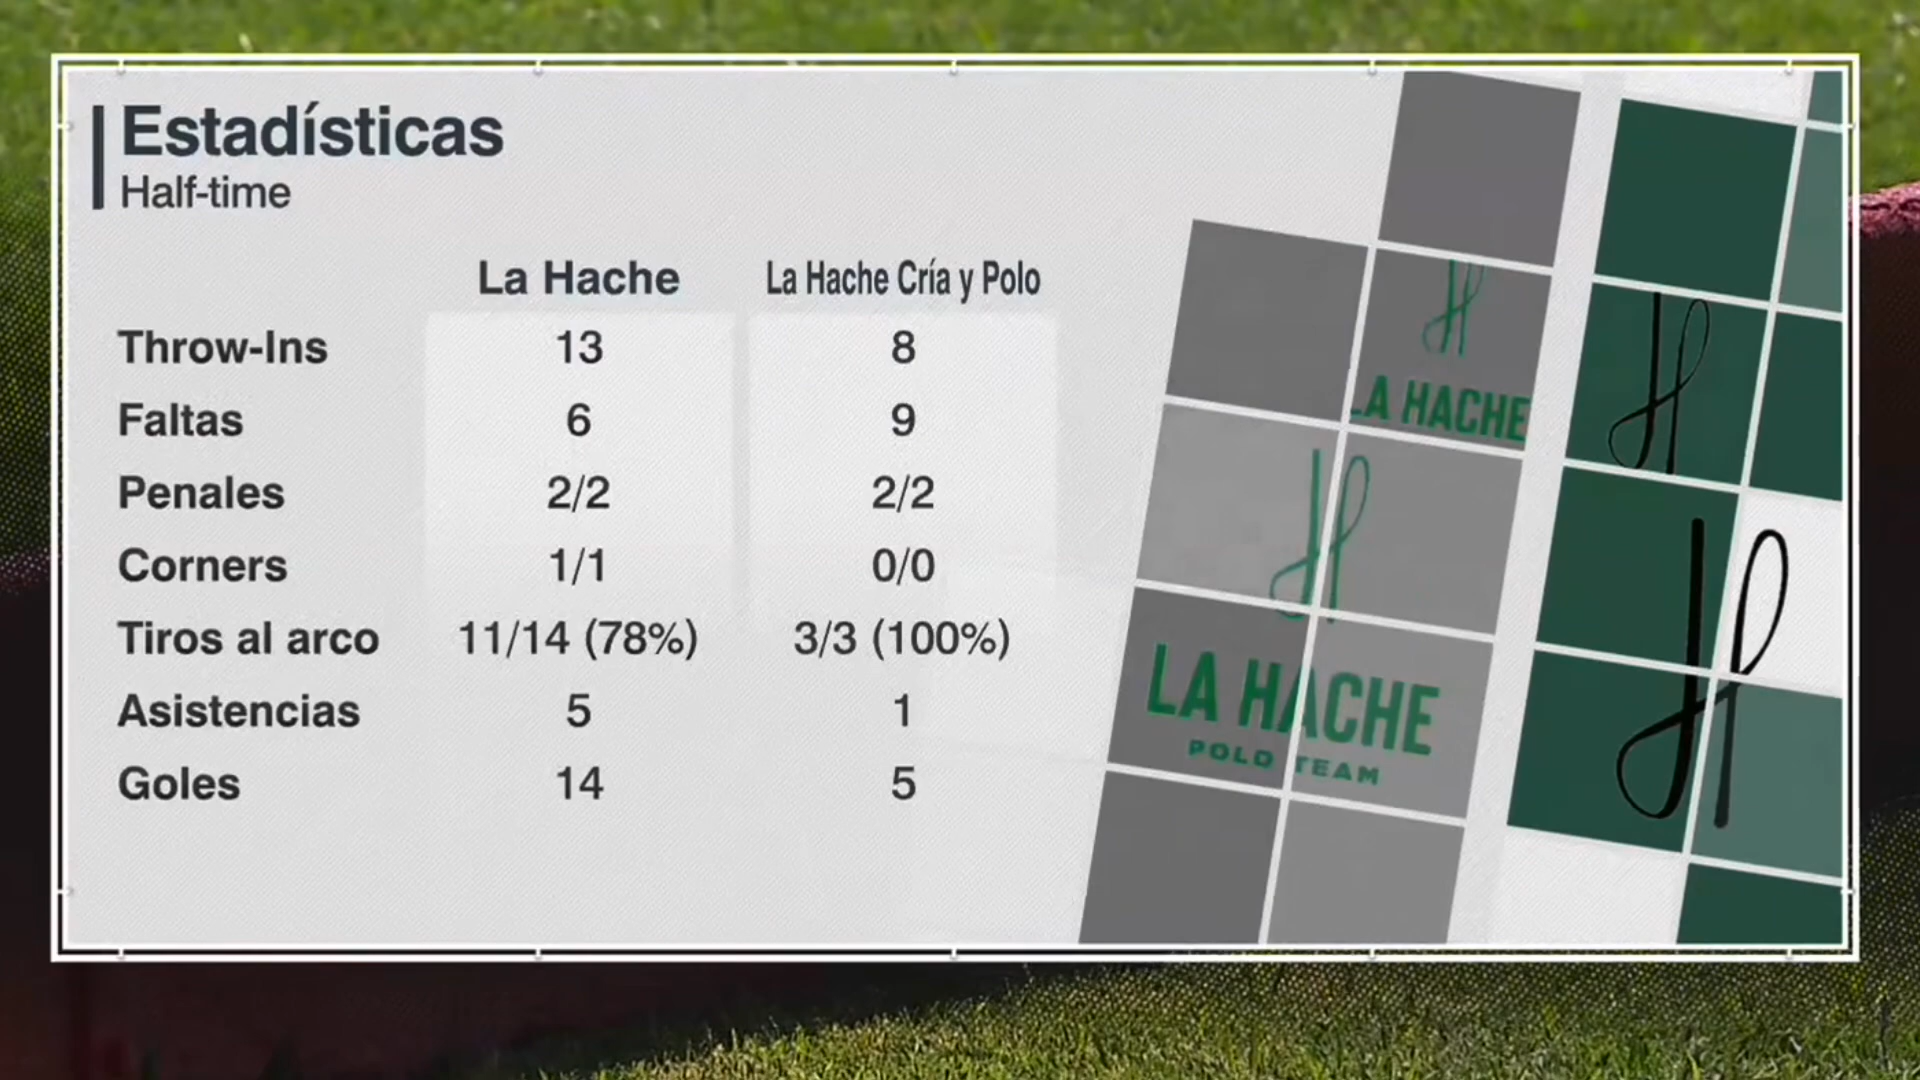 Estadísticas
Half-time
La Hache La Hache Cría y Polo
Throw-Ins 13 8
Faltas 6 9
Penales 2/2 2/2
Corners 1/1 0/0
Tiros al arco 11/14 (78%) 3/3 (100%)
Asistencias 5 1
Goles 14 5
LA HACHE
LA HACHE
POLO TEAM